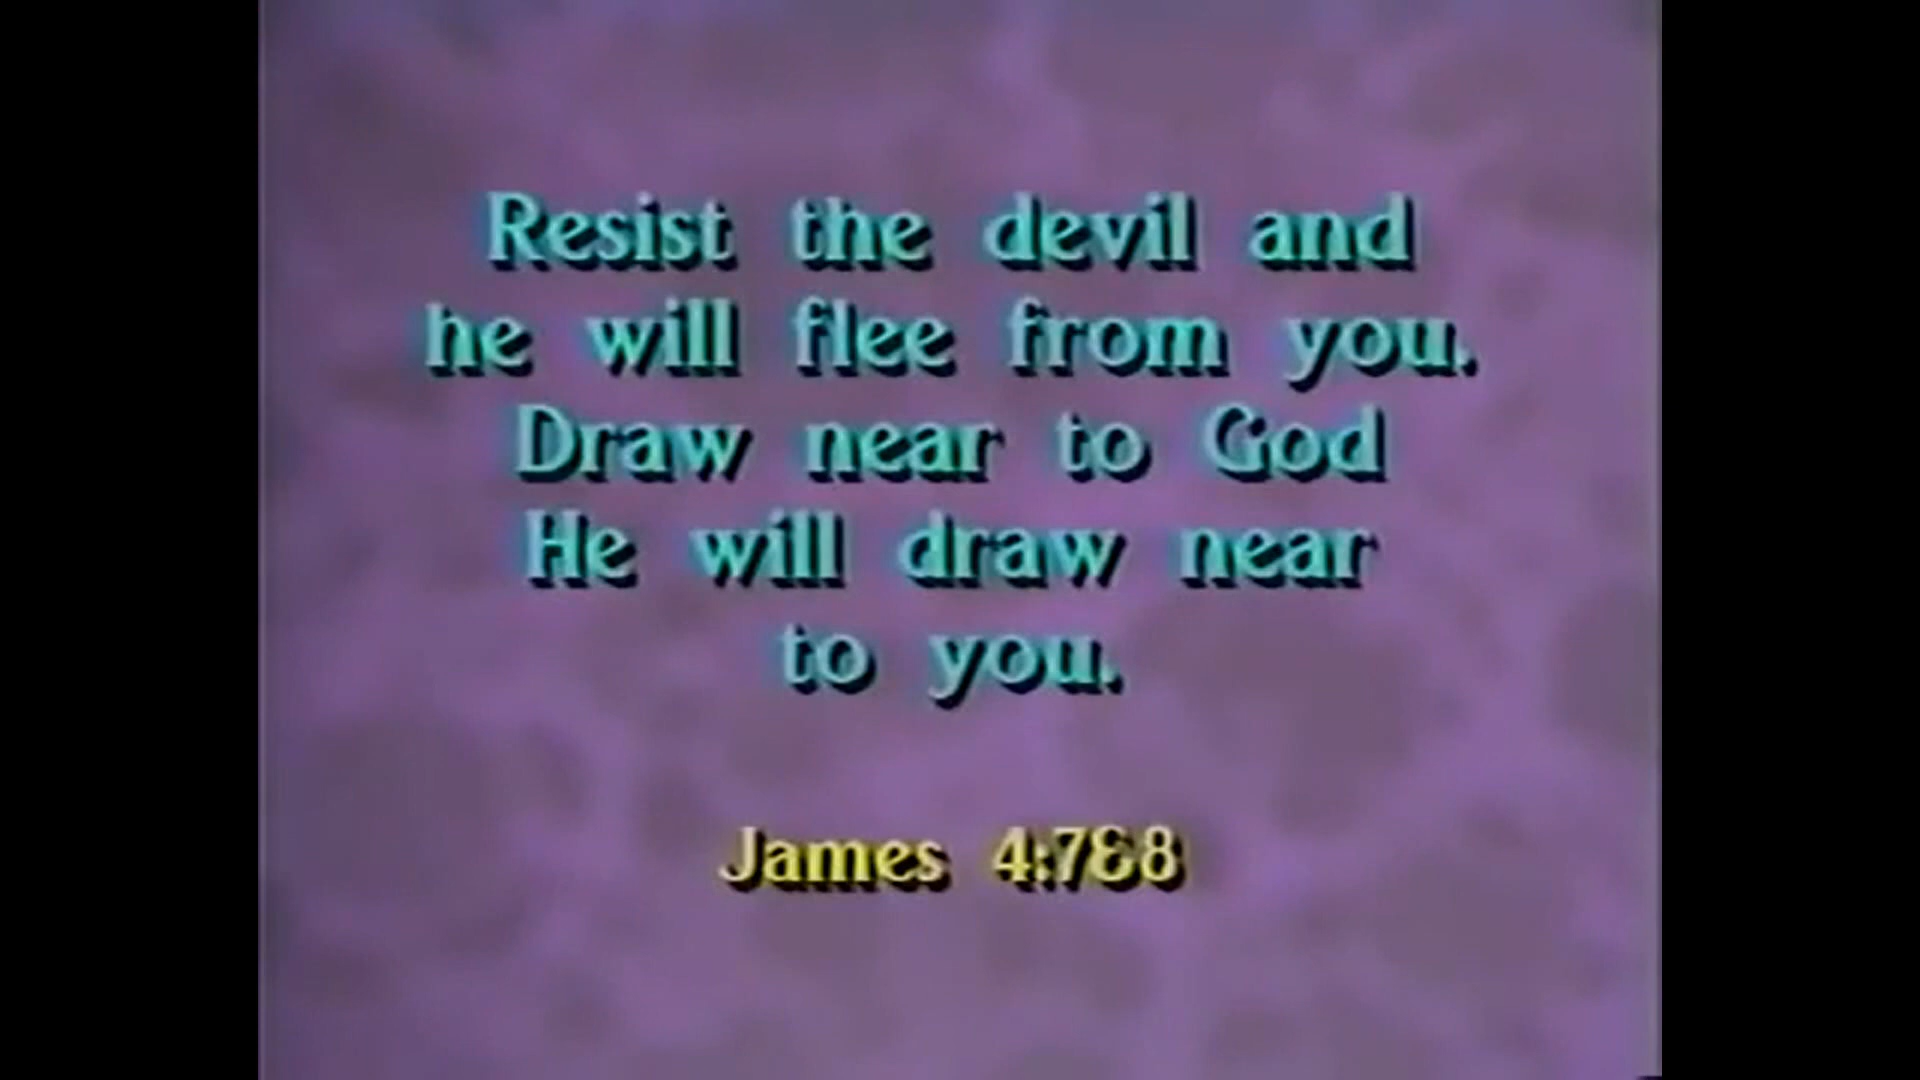 Resist the devil and
he will flee from you.
Draw near to God
He will draw near
to you.
James 4:7&8